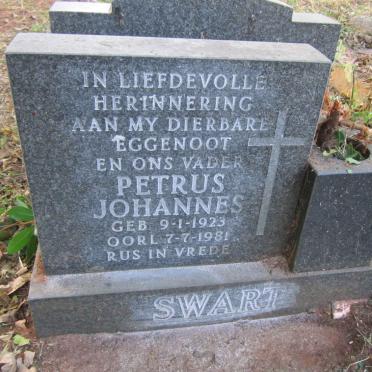 IN LIEFDEVOLLE
HERINNERING
AAN MY DIERBARE
EGGENOOT
EN ONS VADER
PETRUS
JOHANNES
GEB 9-1-1923
OORL 7-7-1981
RUS IN VREDE
SWART